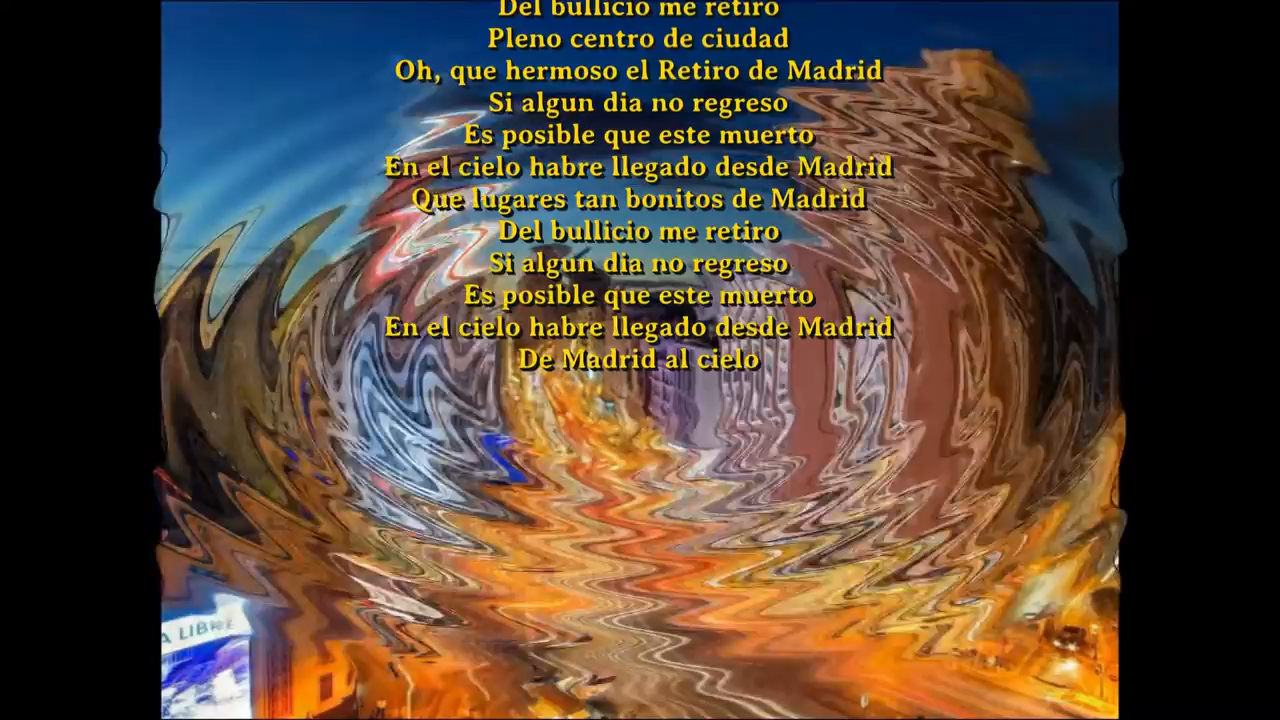 Del bullicio me retiro
Pleno centro de ciudad
Oh, que hermoso el Retiro de Madrid
Si algun dia no regreso
Es posible que este muerto
En el cielo habre llegado desde Madrid
Que lugares tan bonitos de Madrid
Del bullicio me retiro
Si algun dia no regreso
Es posible que este muerto
En el cielo habre llegado desde Madrid
De Madrid al cielo
A LIBRE